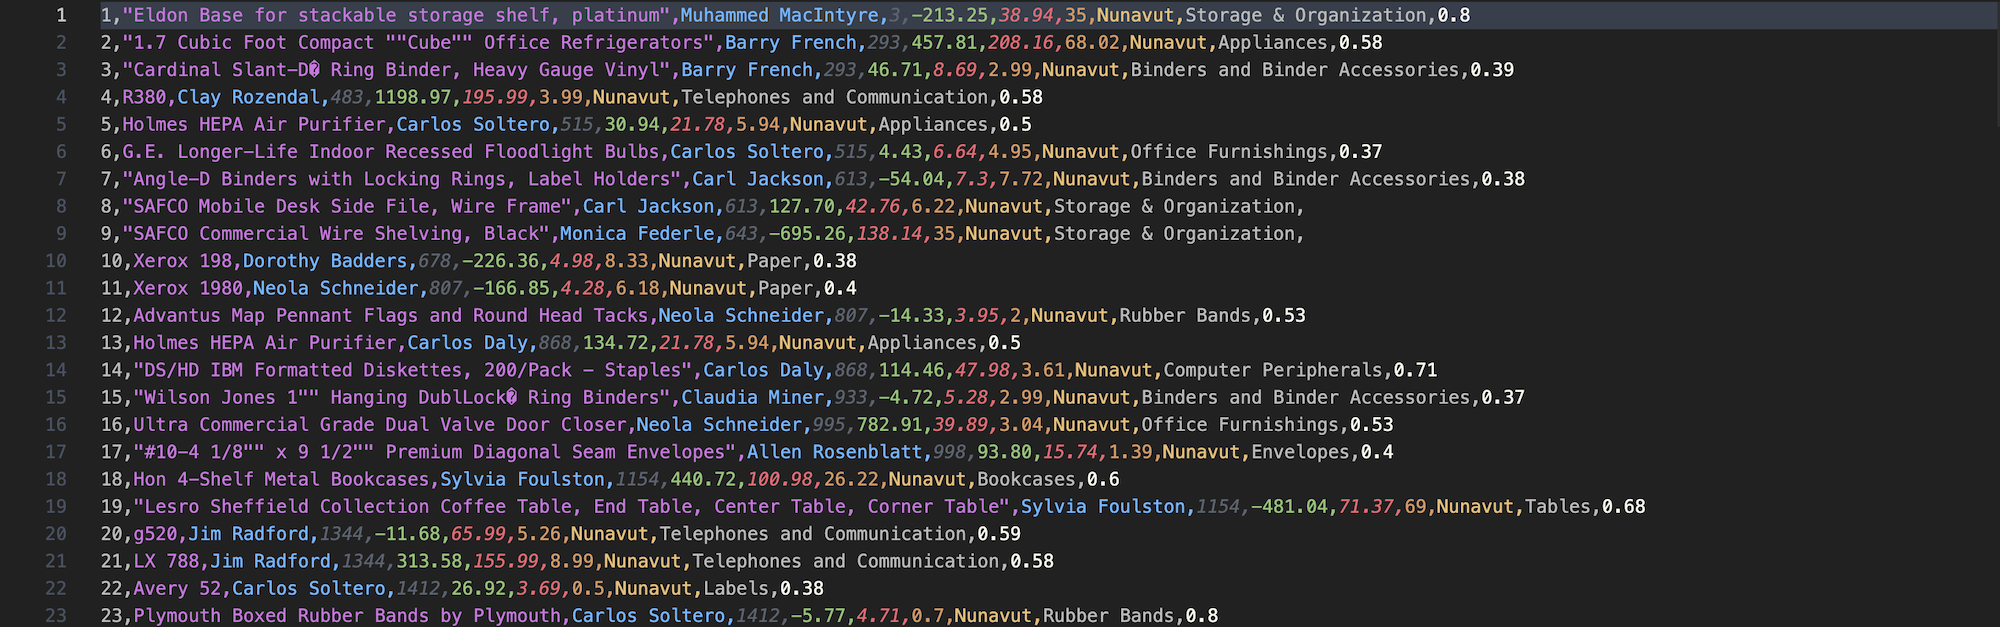 1 1,"Eldon Base for stackable storage shelf, platinum",Muhammed MacIntyre,3,-213.25,38.94,35,Nunavut,Storage & Organization,0.8
2 2,"1.7 Cubic Foot Compact ""Cube"" Office Refrigerators",Barry French,293,457.81,208.16,68.02,Nunavut,Appliances,0.58
3 3,"Cardinal Slant-D� Ring Binder, Heavy Gauge Vinyl",Barry French,293,46.71,8.69,2.99,Nunavut,Binders and Binder Accessories,0.39
4 4,R380,Clay Rozendal,483,1198.97,195.99,3.99,Nunavut,Telephones and Communication,0.58
5 5,Holmes HEPA Air Purifier,Carlos Soltero,515,30.94,21.78,5.94,Nunavut,Appliances,0.5
6 6,G.E. Longer-Life Indoor Recessed Floodlight Bulbs,Carlos Soltero,515,4.43,6.64,4.95,Nunavut,Office Furnishings,0.37
7 7,"Angle-D Binders with Locking Rings, Label Holders",Carl Jackson,613,-54.04,7.3,7.72,Nunavut,Binders and Binder Accessories,0.38
8 8,"SAFCO Mobile Desk Side File, Wire Frame",Carl Jackson,613,127.70,42.76,6.22,Nunavut,Storage & Organization,
9 9,"SAFCO Commercial Wire Shelving, Black",Monica Federle,643,-695.26,138.14,35,Nunavut,Storage & Organization,
10 10,Xerox 198,Dorothy Badders,678,-226.36,4.98,8.33,Nunavut,Paper,0.38
11 11,Xerox 1980,Neola Schneider,807,-166.85,4.28,6.18,Nunavut,Paper,0.4
12 12,Advantus Map Pennant Flags and Round Head Tacks,Neola Schneider,807,-14.33,3.95,2,Nunavut,Rubber Bands,0.53
13 13,Holmes HEPA Air Purifier,Carlos Daly,868,134.72,21.78,5.94,Nunavut,Appliances,0.5
14 14,"DS/HD IBM Formatted Diskettes, 200/Pack - Staples",Carlos Daly,868,114.46,47.98,3.61,Nunavut,Computer Peripherals,0.71
15 15,"Wilson Jones 1"" Hanging DublLock� Ring Binders",Claudia Miner,933,-4.72,5.28,2.99,Nunavut,Binders and Binder Accessories,0.37
16 16,Ultra Commercial Grade Dual Valve Door Closer,Neola Schneider,995,782.91,39.89,3.04,Nunavut,Office Furnishings,0.53
17 17,"#10-4 1/8"" x 9 1/2"" Premium Diagonal Seam Envelopes",Allen Rosenblatt,998,93.80,15.74,1.39,Nunavut,Envelopes,0.4
18 18,Hon 4-Shelf Metal Bookcases,Sylvia Foulston,1154,440.72,100.98,26.22,Nunavut,Bookcases,0.6
19 19,"Lesro Sheffield Collection Coffee Table, End Table, Center Table, Corner Table",Sylvia Foulston,1154,-481.04,71.37,69,Nunavut,Tables,0.68
20 20,g520,Jim Radford,1344,-11.68,65.99,5.26,Nunavut,Telephones and Communication,0.59
21 21,LX 788,Jim Radford,1344,313.58,155.99,8.99,Nunavut,Telephones and Communication,0.58
22 22,Avery 52,Carlos Soltero,1412,26.92,3.69,0.5,Nunavut,Labels,0.38
23 23,Plymouth Boxed Rubber Bands by Plymouth,Carlos Soltero,1412,-5.77,4.71,0.7,Nunavut,Rubber Bands,0.8